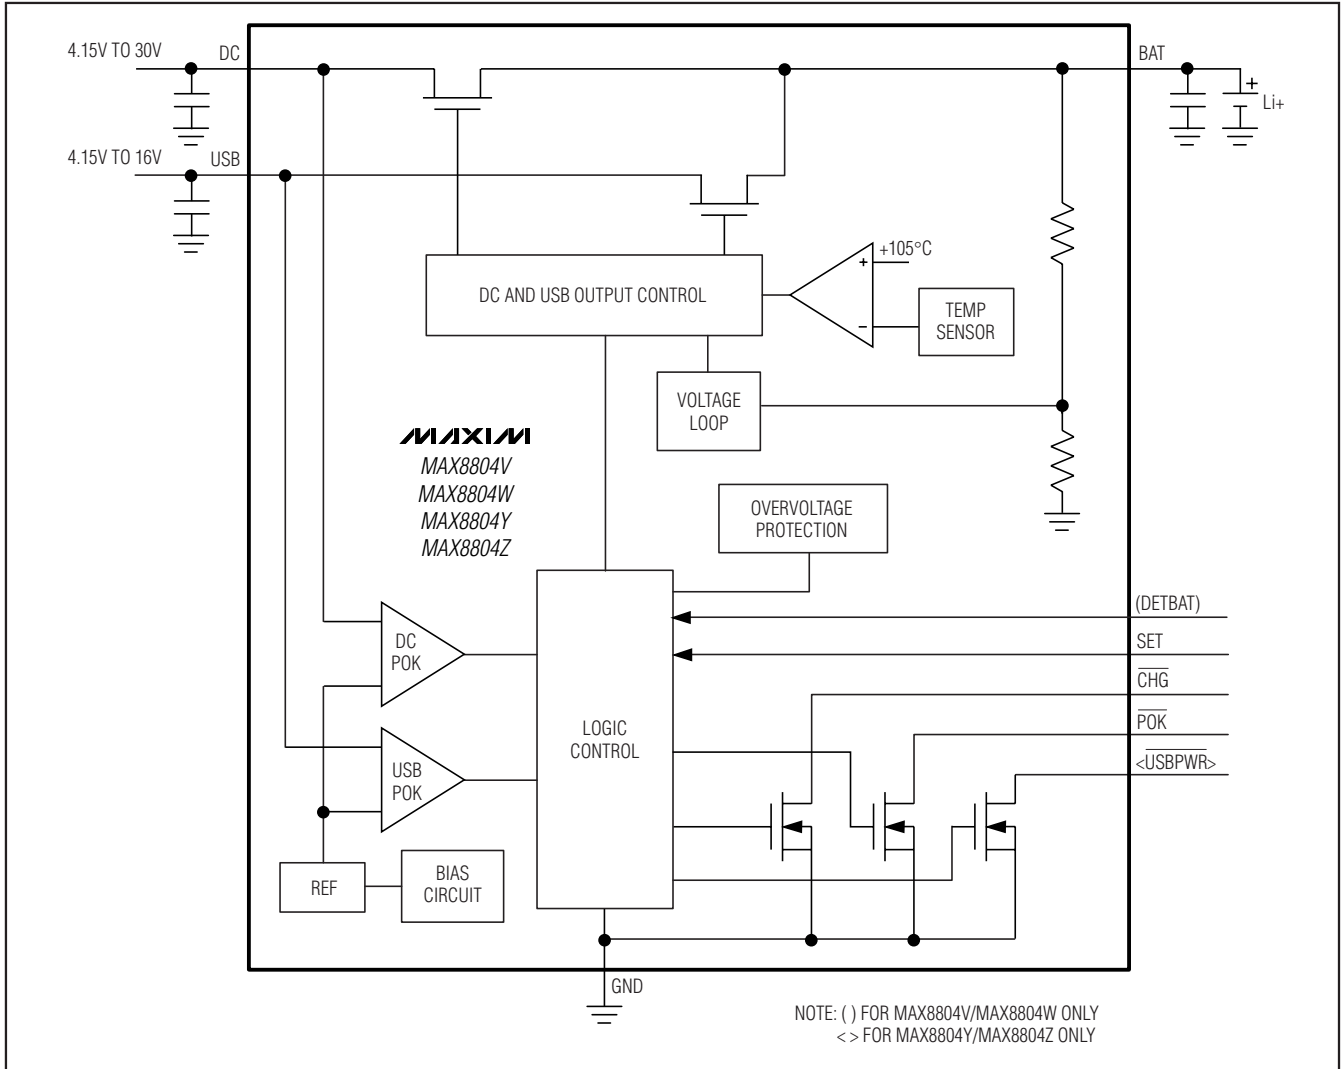 4.15V TO 30V
DC
BAT
+
Li+
4.15V TO 16V
USB
+105°C
+
−
DC AND USB OUTPUT CONTROL
TEMP
SENSOR
VOLTAGE
LOOP
MAXIM
MAX8804V
MAX8804W
MAX8804Y
MAX8804Z
OVERVOLTAGE
PROTECTION
(DETBAT)
SET
CHG
POK
<USBPWR>
DC
POK
LOGIC
CONTROL
USB
POK
REF
BIAS
CIRCUIT
GND
NOTE: ( ) FOR MAX8804V/MAX8804W ONLY
< > FOR MAX8804Y/MAX8804Z ONLY